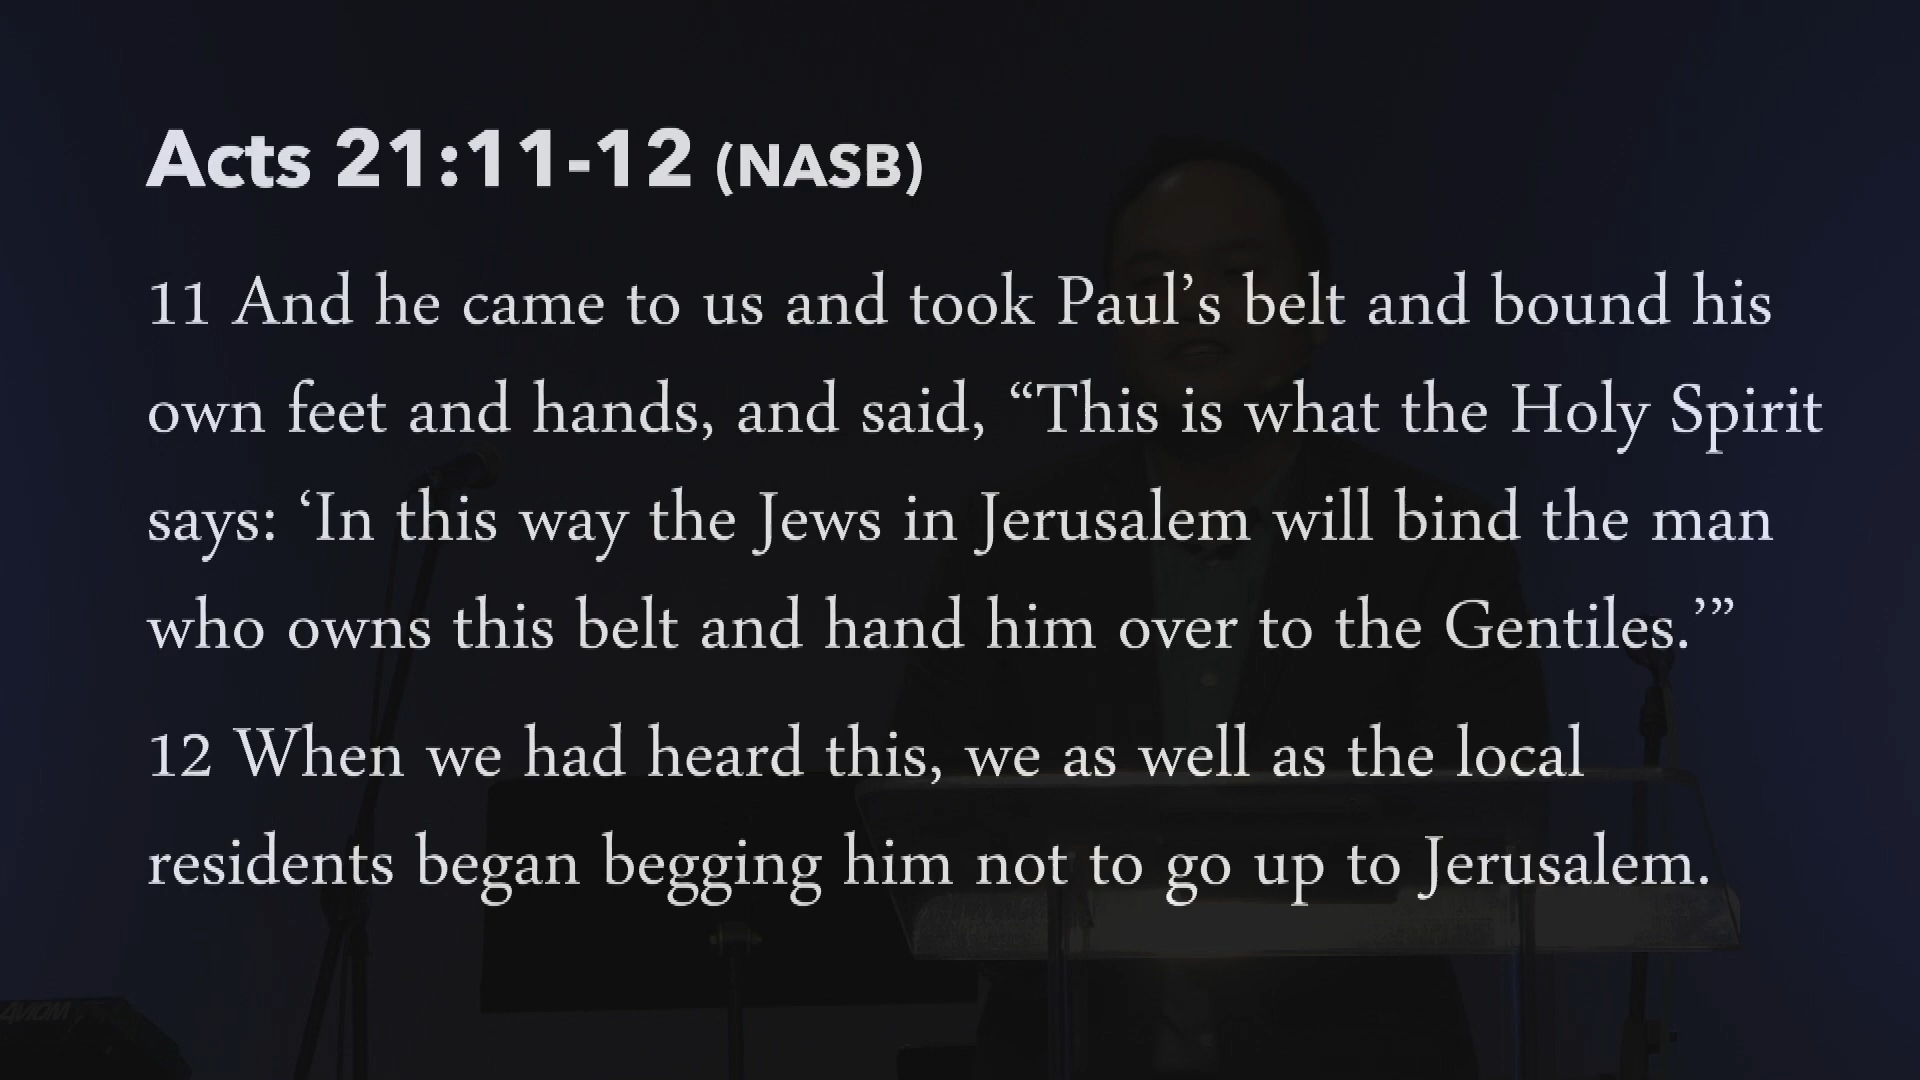 Acts 21:11-12 (NASB)
11 And he came to us and took Paul’s belt and bound his
own feet and hands, and said, “This is what the Holy Spirit
says: ‘In this way the Jews in Jerusalem will bind the man
who owns this belt and hand him over to the Gentiles.’”
12 When we had heard this, we as well as the local
residents began begging him not to go up to Jerusalem.
AVIOM